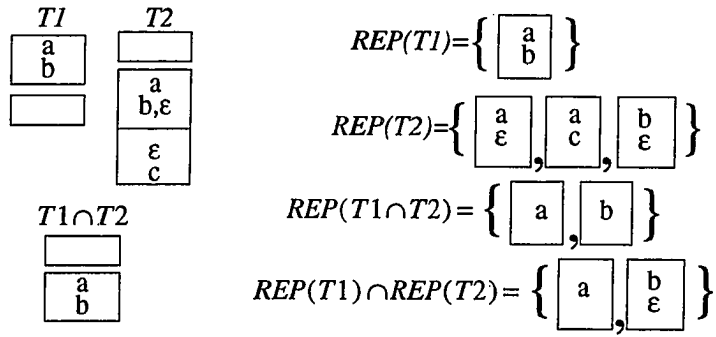 T1 T2
a
b
a
b,ε
ε
c
T1∩T2
a
b
REP(T1)={ a b }
REP(T2)={ a ε , a c , b ε }
REP(T1∩T2) = { a , b }
REP(T1)∩REP(T2) = { a , b ε }